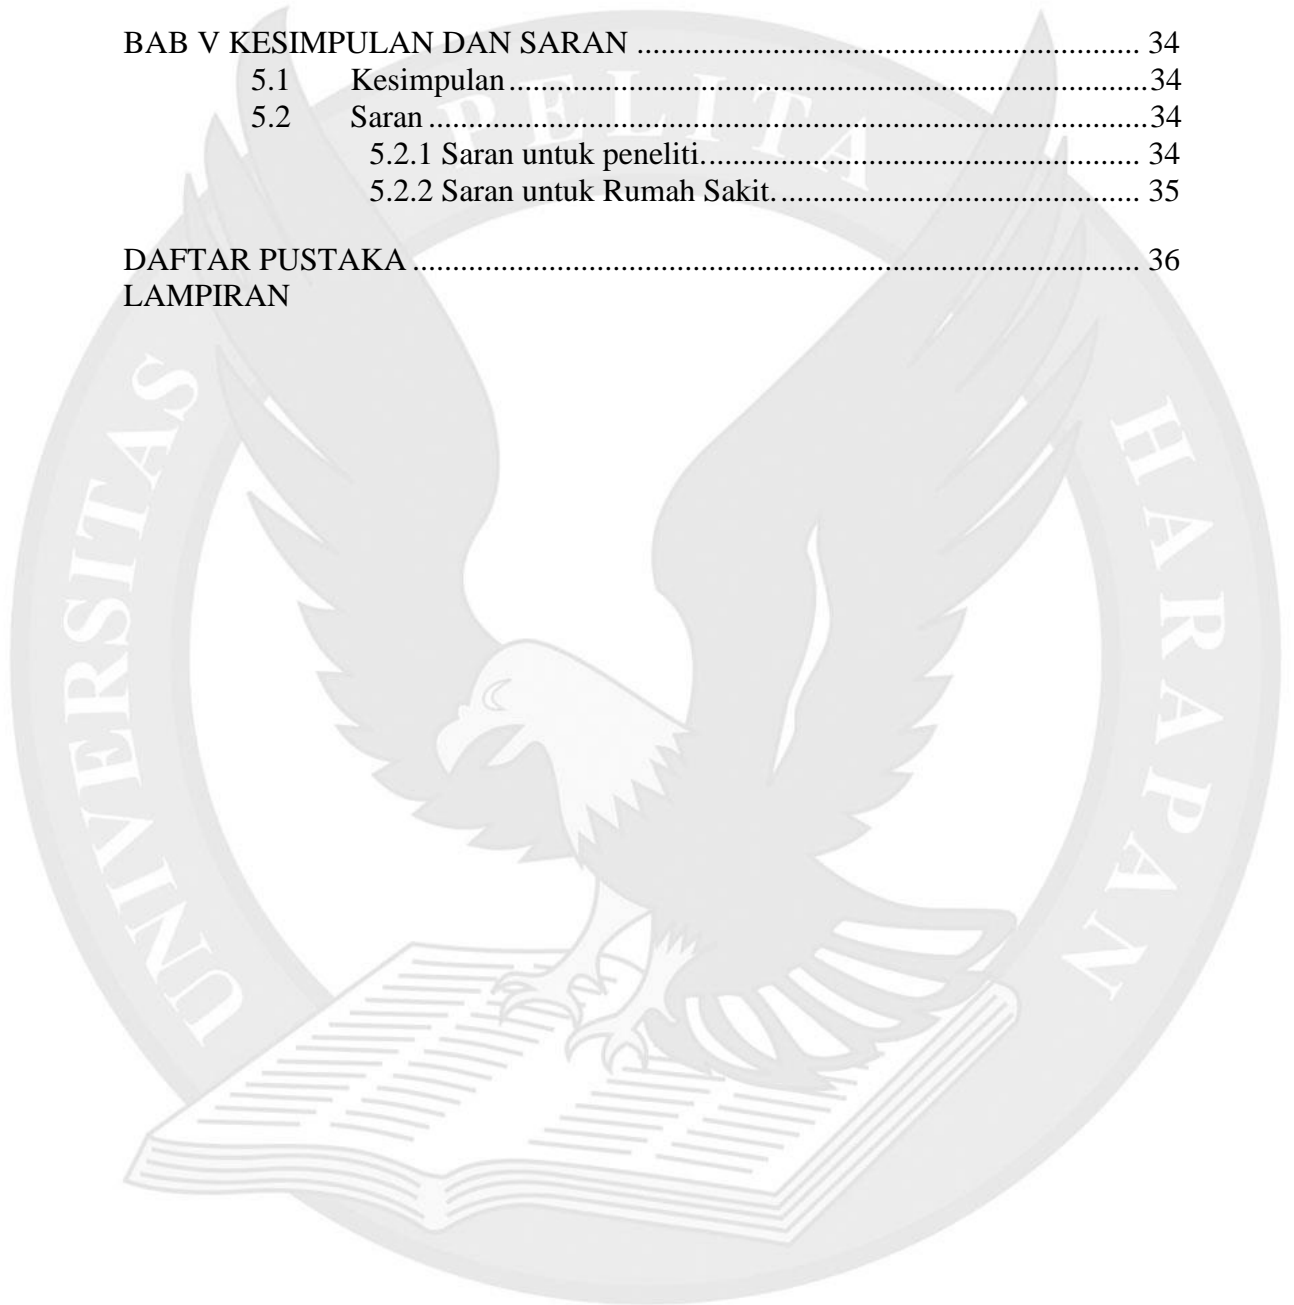 BAB V KESIMPULAN DAN SARAN ................................................................ 34
5.1 Kesimpulan .................................................................................34
5.2 Saran ...........................................................................................34
5.2.1 Saran untuk peneliti........................................................ 34
5.2.2 Saran untuk Rumah Sakit. .............................................. 35
DAFTAR PUSTAKA ............................................................................................ 36
LAMPIRAN
UNIVERSITAS PELITA HARAPAN